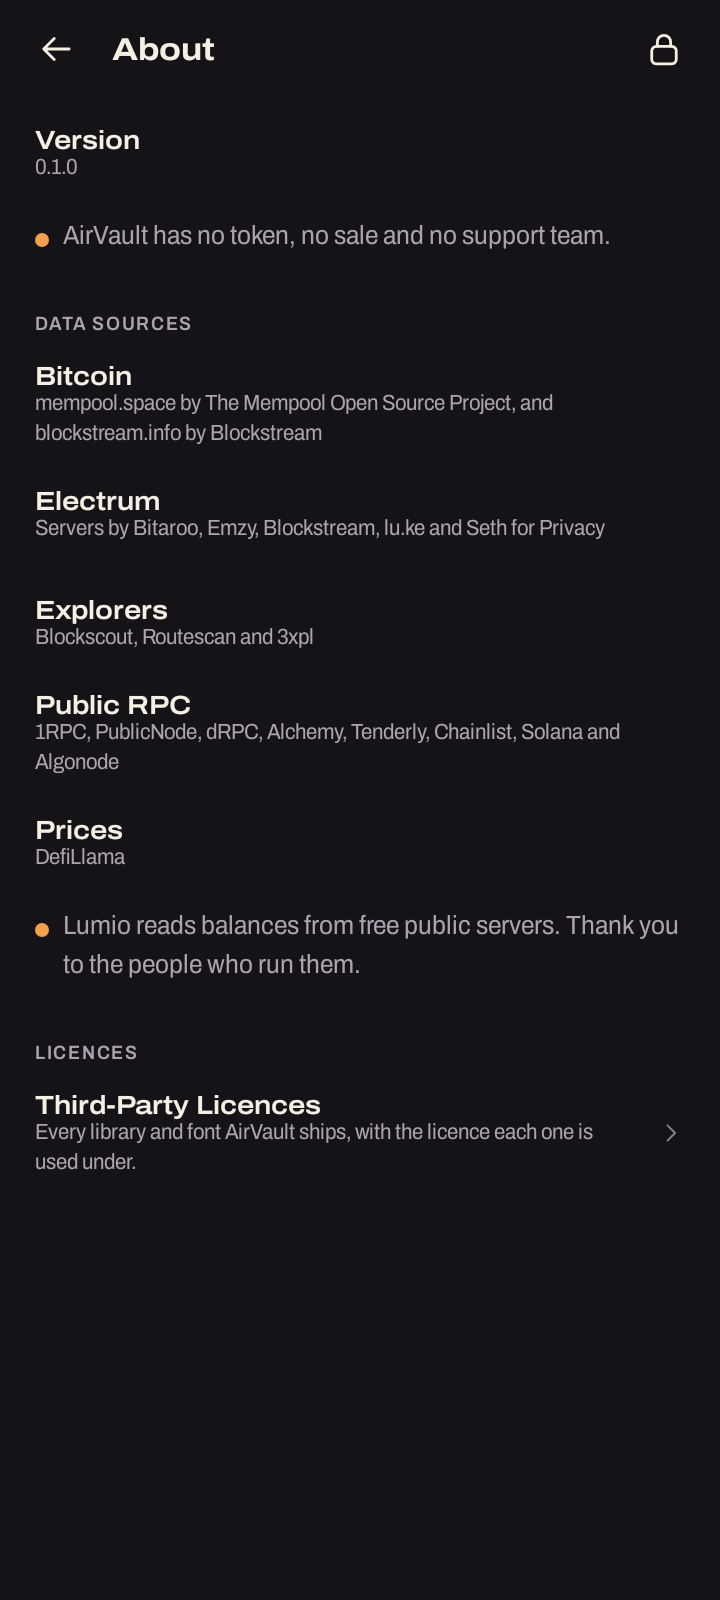 About
Version
0.1.0
AirVault has no token, no sale and no support team.
DATA SOURCES
Bitcoin
mempool.space by The Mempool Open Source Project, and
blockstream.info by Blockstream
Electrum
Servers by Bitaroo, Emzy, Blockstream, lu.ke and Seth for Privacy
Explorers
Blockscout, Routescan and 3xpl
Public RPC
1RPC, PublicNode, dRPC, Alchemy, Tenderly, Chainlist, Solana and
Algonode
Prices
DefiLlama
Lumio reads balances from free public servers. Thank you
to the people who run them.
LICENCES
Third-Party Licences
Every library and font AirVault ships, with the licence each one is
used under.